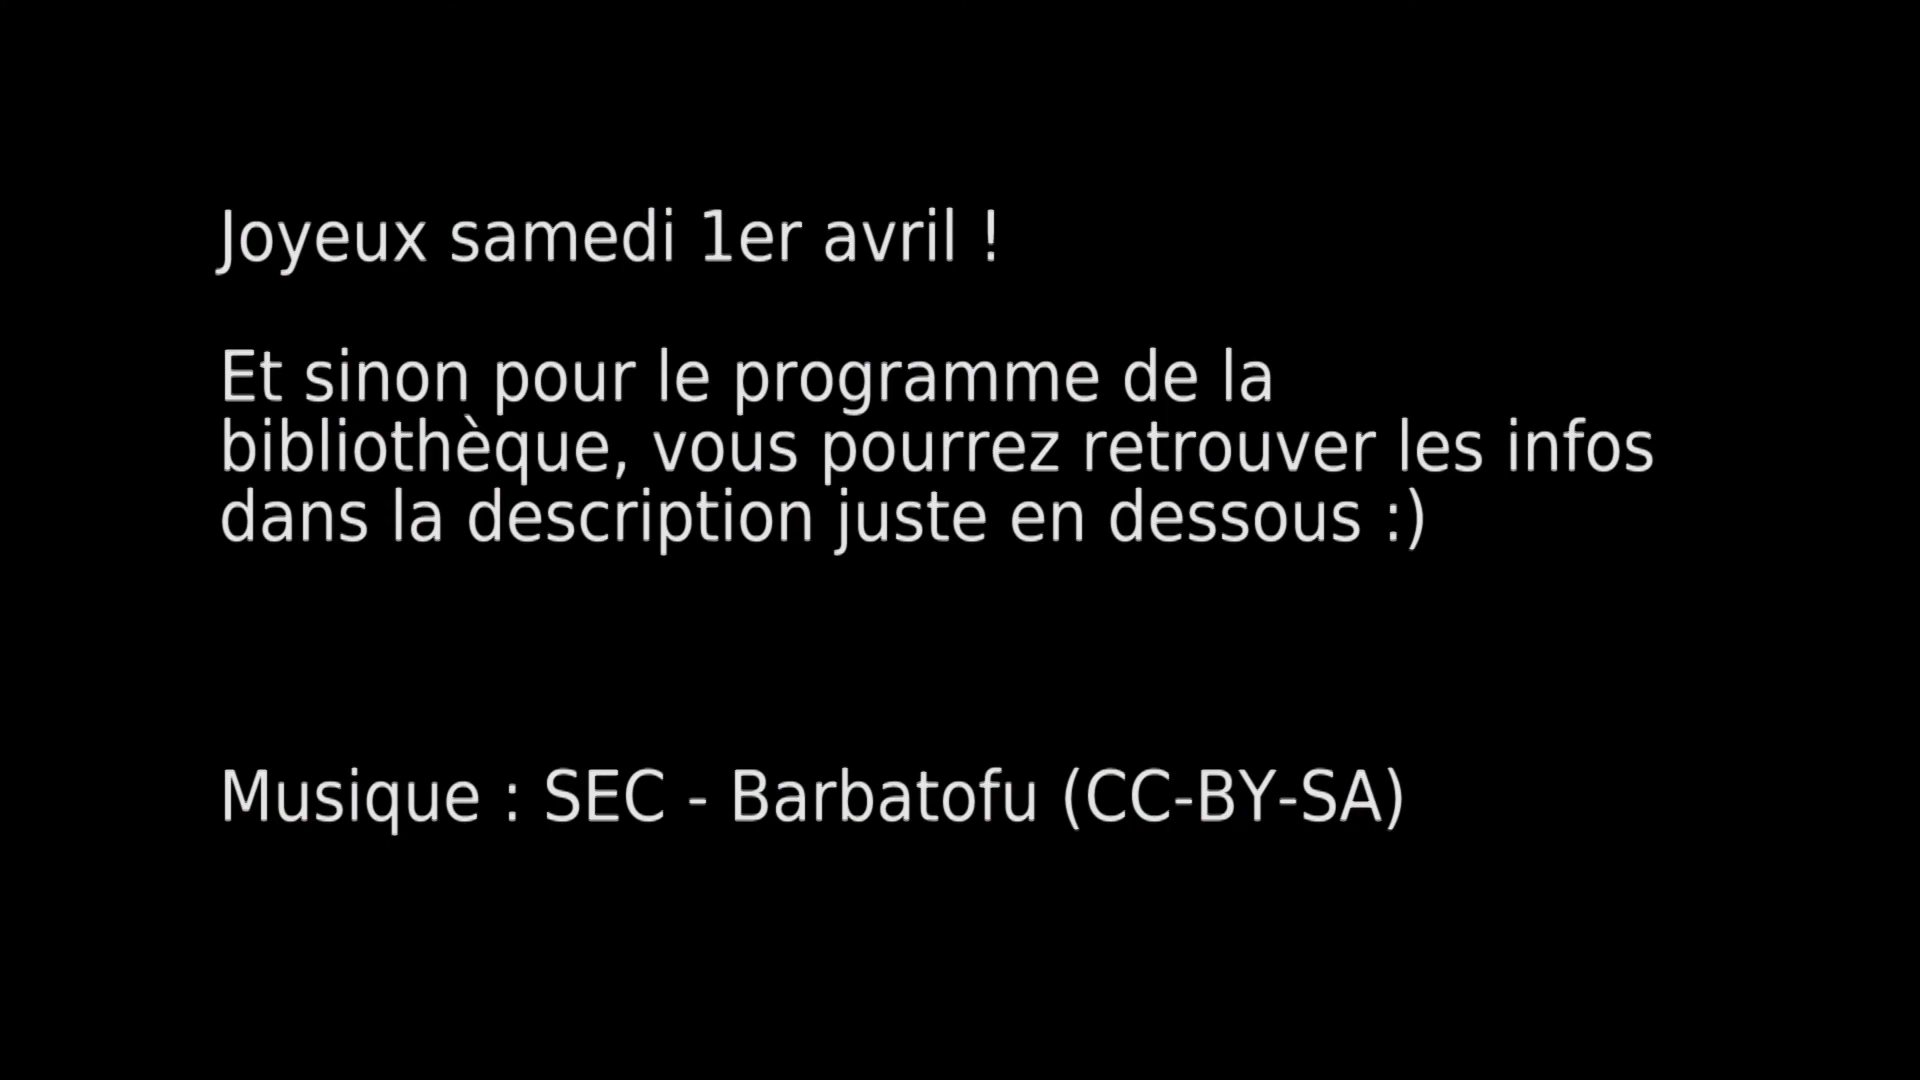 Joyeux samedi 1er avril !
Et sinon pour le programme de la
bibliothèque, vous pourrez retrouver les infos
dans la description juste en dessous :)
Musique : SEC - Barbatofu (CC-BY-SA)